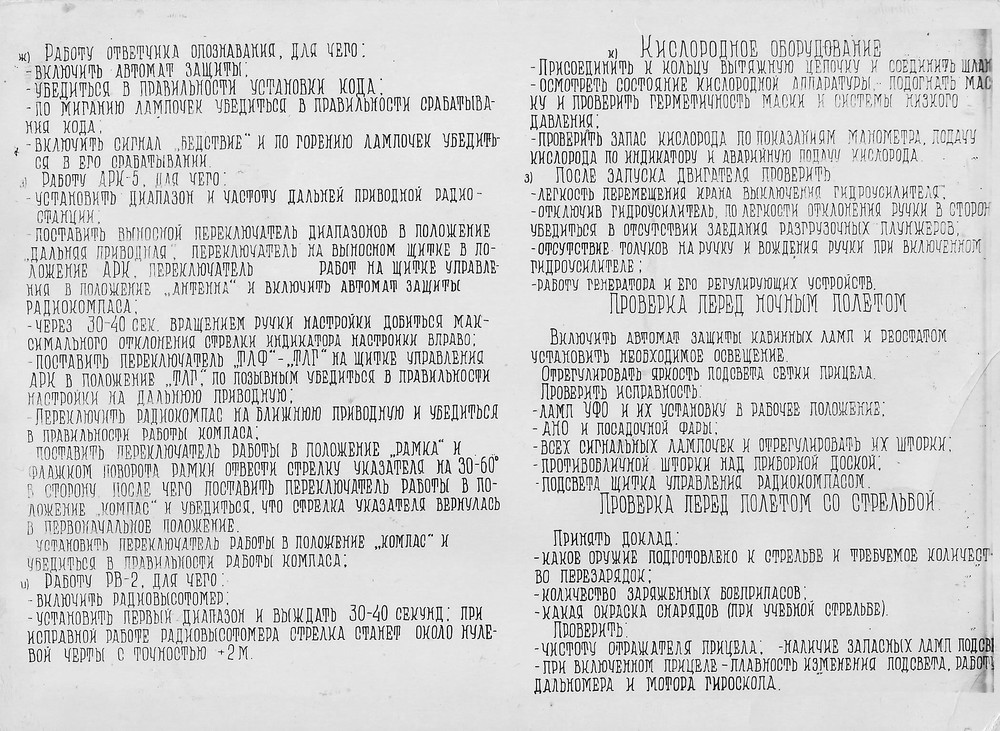 ж) Работу ответчика опознавания, для чего:
-включить автомат защиты;
-убедиться в правильности установки кода;
-по миганию лампочек убедиться в правильности срабатыва-
ния кода;
-включить сигнал „Бедствие" и по горению лампочек убедить-
ся в его срабатывании.
Работу АРК-5, для чего:
-установить диапазон и частоту дальней приводной радио-
станции;
-поставить выносной переключатель диапазонов в положение
„дальняя приводная", переключатель на выносном щитке в по-
ложение АРК, переключатель работ на щитке управле-
ния в положение „Антенна" и включить автомат защиты
радиокомпаса;
-через 30-40 сек. вращением ручки настройки добиться мак-
симального отклонения стрелки индикатора настройки вправо;
-поставить переключатель „ТЛФ"-„ТЛГ" на щитке управления
АРК в положение „ТЛГ", по позывным убедиться в правильности
настройки на дальнюю приводную;
-Переключить радиокомпас на ближнюю приводную и убедиться
в правильности работы компаса;
поставить переключатель работы в положение „рамка" и
флажком поворота рамки отвести стрелку указателя на 30-60°
в сторону, после чего поставить переключатель работы в по-
ложение „компас" и убедиться, что стрелка указателя вернулась
в первоначальное положение.
установить переключатель работы в положение „компас" и
убедиться в правильности работы компаса;
и) Работу РВ-2, для чего:
-включить радиовысотомер;
-установить первый диапазон и выждать 30-40 секунд; при
исправной работе радиовысотомера стрелка станет около нуле-
вой черты с точностью +2 м.
к) Кислородное оборудование
-Присоединить к кольцу вытяжную цепочку и соединить шлан
-осмотреть состояние кислородной аппаратуры, подогнать мас
ку и проверить герметичность маски и системы низкого
давления;
-проверить запас кислорода по показаниям манометра, подачу
кислорода по индикатору и аварийную подачу кислорода.
з) После запуска двигателя проверить
-легкость перемещения крана выключения гидроусилителя;
-отключив гидроусилитель, по легкости отклонения ручки в сторон
убедиться в отсутствии заедания разгрузочных плунжеров;
-отсутствие толчков на ручку и вождения ручки при включенном
гидроусилителе;
-работу генератора и его регулирующих устройств.
Проверка перед ночным полетом
Включить автомат защиты кабинных ламп и реостатом
установить необходимое освещение.
Отрегулировать яркость подсвета сетки прицела.
Проверить исправность:
-ламп УФО и их установку в рабочее положение;
-АНО и посадочной фары;
-всех сигнальных лампочек и отрегулировать их шторки;
-противобличной шторки над приборной доской;
-подсвета щитка управления радиокомпасом.
Проверка перед полетом со стрельбой.
Принять доклад:
-какое оружие подготовлено к стрельбе и требуемое количест-
во перезарядок;
-количество заряженных боеприпасов;
-какая окраска снарядов (при учебной стрельбе).
Проверить:
-чистоту отражателя прицела; -наличие запасных ламп подсв
-при включенном прицеле-плавность изменения подсвета, работ
дальномера и мотора гироскопа.